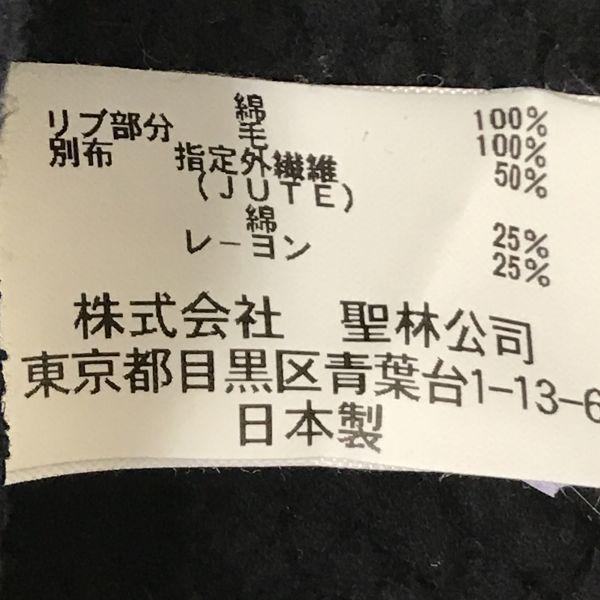 綿 100%
リブ部分 毛 100%
別布 指定外繊維 50%
(JUTE)
綿 25%
レーヨン 25%
株式会社 聖林公司
東京都目黒区青葉台1-13-6
日本製